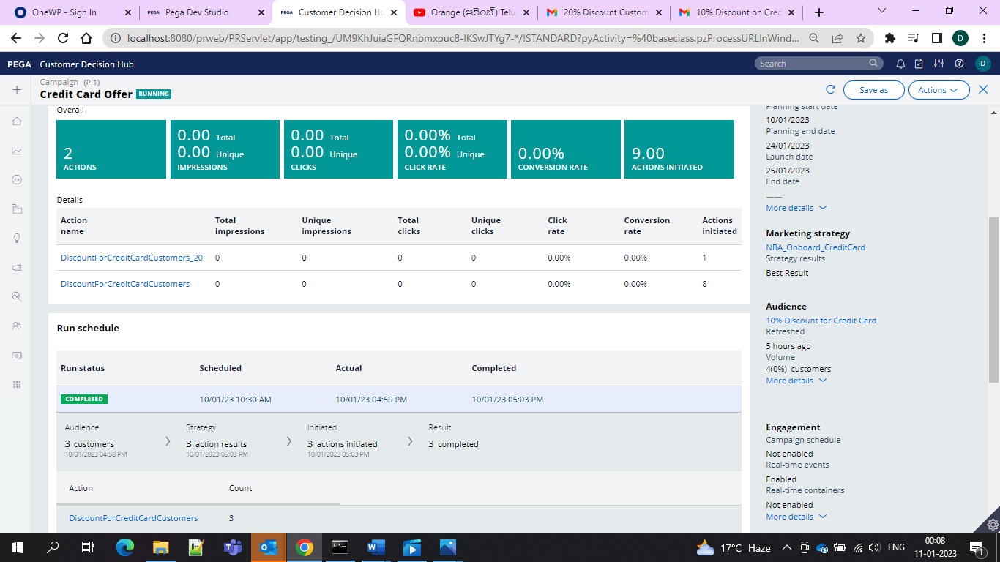 OneWP - Sign In
Pega Dev Studio
Customer Decision Hu
Orange (ఆరెంజ్) Telu
20% Discount Custom
10% Discount on Cred
localhost:8080/prweb/PRServlet/app/testing_/UM9KhJuiaGFQRnbmxpuc8-IKSwJTYg7-*/!STANDARD?pyActivity=%40baseclass.pzProcessURLInWind...
D
PEGA Customer Decision Hub
Search
D
Campaign (P-1)
Credit Card Offer RUNNING
Save as
Actions
Overall
2
ACTIONS
0.00 Total
0.00 Unique
IMPRESSIONS
0.00 Total
0.00 Unique
CLICKS
0.00% Total
0.00% Unique
CLICK RATE
0.00%
CONVERSION RATE
9.00
ACTIONS INITIATED
Details
Action name Total impressions Unique impressions Total clicks Unique clicks Click rate Conversion rate Actions initiated
DiscountForCreditCardCustomers_20 0 0 0 0 0.00% 0.00% 1
DiscountForCreditCardCustomers 0 0 0 0 0.00% 0.00% 8
Run schedule
Run status Scheduled Actual Completed
COMPLETED 10/01/23 10:30 AM 10/01/23 04:59 PM 10/01/23 05:03 PM
Audience Strategy Initiated Result
3 customers 3 action results 3 actions initiated 3 completed
10/01/2023 04:58 PM 10/01/2023 05:03 PM 10/01/2023 05:03 PM
Action Count
DiscountForCreditCardCustomers 3
Planning start date
10/01/2023
Planning end date
24/01/2023
Launch date
25/01/2023
End date
——
More details
Marketing strategy
NBA_Onboard_CreditCard
Strategy results
Best Result
Audience
10% Discount for Credit Card
Refreshed
5 hours ago
Volume
4(0%) customers
More details
Engagement
Campaign schedule
Not enabled
Real-time events
Enabled
Real-time containers
Not enabled
More details
17°C Haze
ENG
00:08
11-01-2023
1